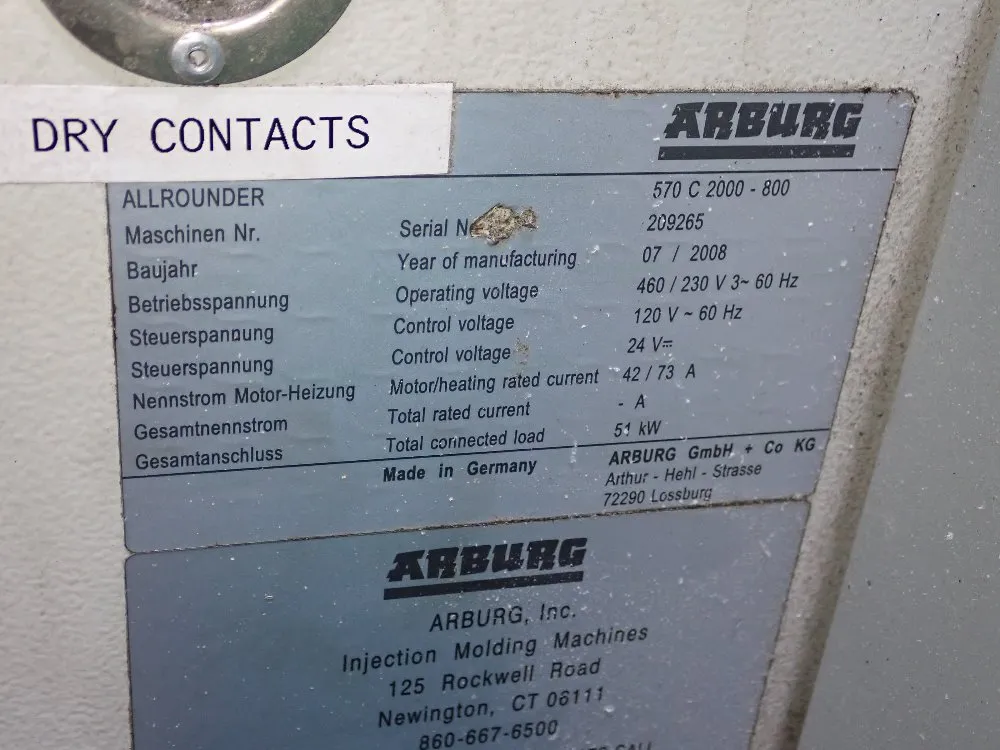 DRY CONTACTS
ARBURG
ALLROUNDER 570 C 2000 - 800
Maschinen Nr. Serial N 209265
Baujahr Year of manufacturing 07 / 2008
Betriebsspannung Operating voltage 460 / 230 V 3~ 60 Hz
Steuerspannung Control voltage 120 V ~ 60 Hz
Steuerspannung Control voltage 24 V=
Nennstrom Motor-Heizung Motor/heating rated current 42 / 73 A
Gesamtnennstrom Total rated current - A
Gesamtanschluss Total connected load 51 kW
Made in Germany ARBURG GmbH + Co KG
Arthur - Hehl - Strasse
72290 Lossburg
ARBURG
ARBURG, Inc.
Injection Molding Machines
125 Rockwell Road
Newington, CT 06111
860-667-6500
CALL